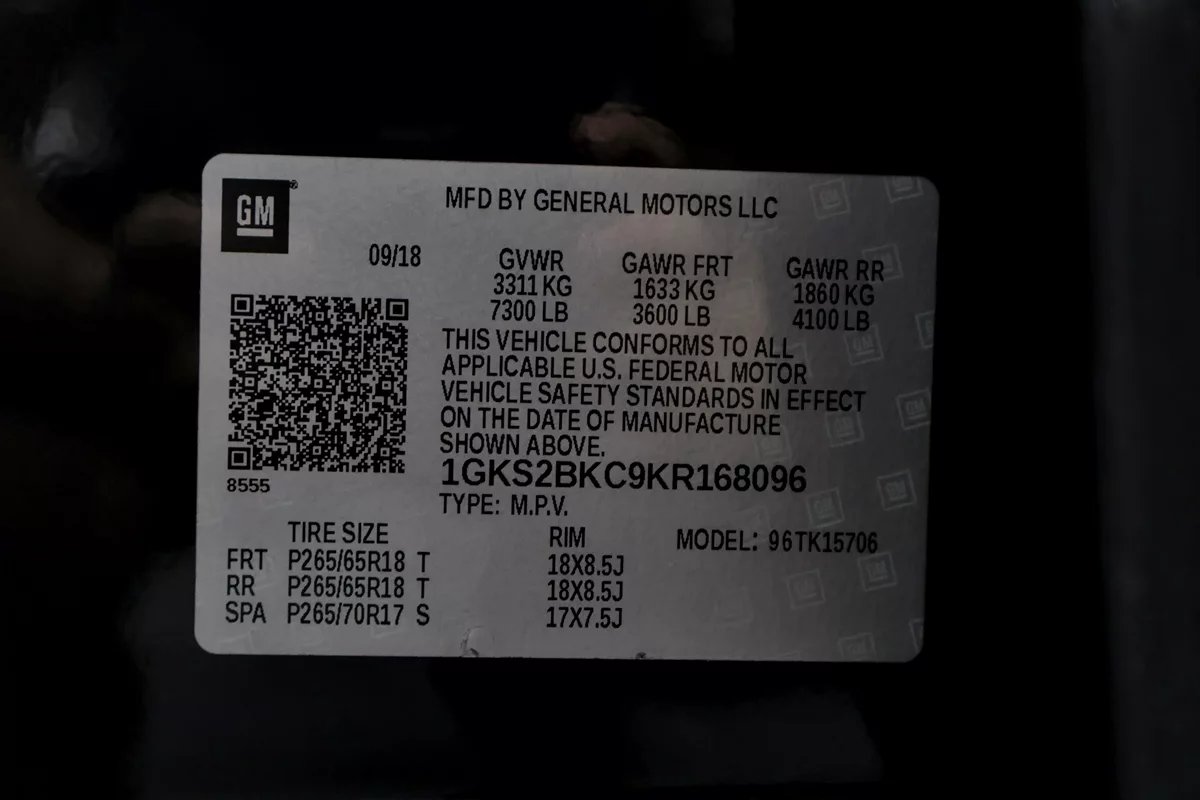 GM
MFD BY GENERAL MOTORS LLC
09/18
GVWR GAWR FRT GAWR RR
3311 KG 1633 KG 1860 KG
7300 LB 3600 LB 4100 LB
THIS VEHICLE CONFORMS TO ALL
APPLICABLE U.S. FEDERAL MOTOR
VEHICLE SAFETY STANDARDS IN EFFECT
ON THE DATE OF MANUFACTURE
SHOWN ABOVE.
1GKS2BKC9KR168096
8555
TYPE: M.P.V.
TIRE SIZE RIM MODEL: 96TK15706
FRT P265/65R18 T 18X8.5J
RR P265/65R18 T 18X8.5J
SPA P265/70R17 S 17X7.5J